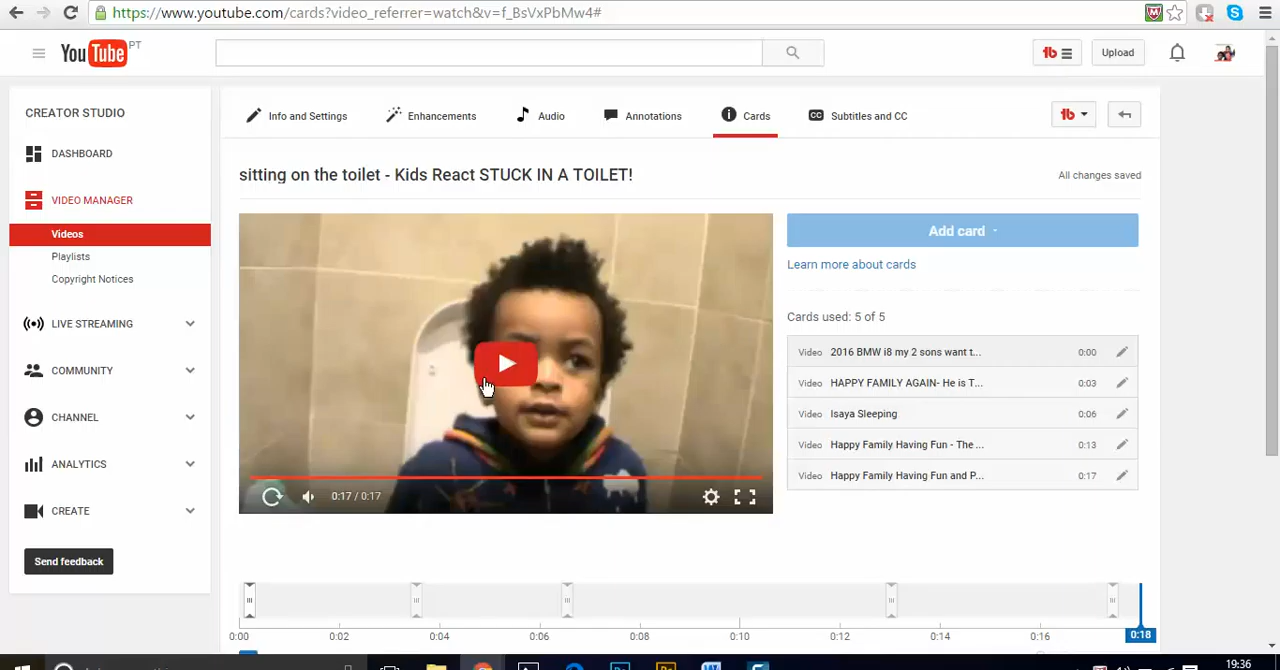 https://www.youtube.com/cards?video_referrer=watch&v=f_BsVxPbMw4#
YouTube PT
tb
Upload
CREATOR STUDIO
DASHBOARD
VIDEO MANAGER
Videos
Playlists
Copyright Notices
LIVE STREAMING
COMMUNITY
CHANNEL
ANALYTICS
CREATE
Send feedback
Info and Settings
Enhancements
Audio
Annotations
Cards
CC Subtitles and CC
tb
sitting on the toilet - Kids React STUCK IN A TOILET!
All changes saved
0:17 / 0:17
Add card
Learn more about cards
Cards used: 5 of 5
Video 2016 BMW i8 my 2 sons want t... 0:00
Video HAPPY FAMILY AGAIN- He is T... 0:03
Video Isaya Sleeping 0:06
Video Happy Family Having Fun - The ... 0:13
Video Happy Family Having Fun and P... 0:17
0:00 0:02 0:04 0:06 0:08 0:10 0:12 0:14 0:16 0:18
19:36